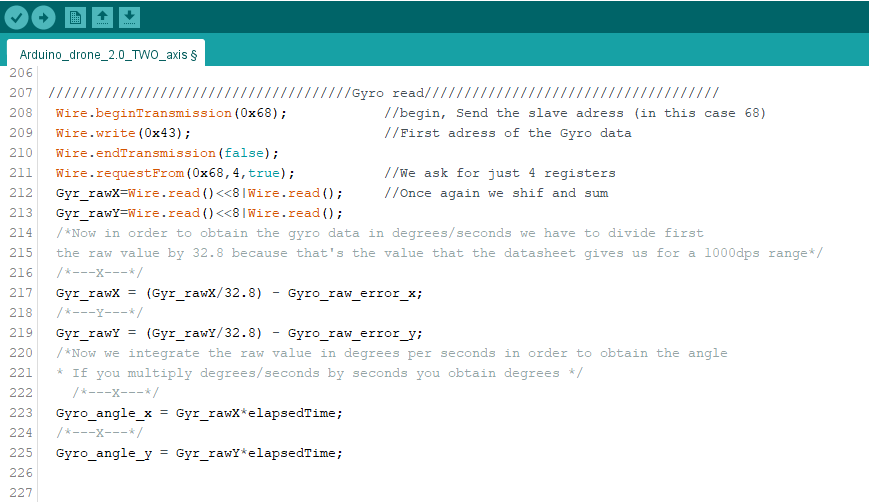 Arduino_drone_2.0_TWO_axis §
206
207 //////////////////////////////////////Gyro read/////////////////////////////////////
208 Wire.beginTransmission(0x68);            //begin, Send the slave adress (in this case 68)
209 Wire.write(0x43);                        //First adress of the Gyro data
210 Wire.endTransmission(false);
211 Wire.requestFrom(0x68,4,true);           //We ask for just 4 registers
212 Gyr_rawX=Wire.read()<<8|Wire.read();     //Once again we shif and sum
213 Gyr_rawY=Wire.read()<<8|Wire.read();
214 /*Now in order to obtain the gyro data in degrees/seconds we have to divide first
215 the raw value by 32.8 because that's the value that the datasheet gives us for a 1000dps range*/
216 /*---X---*/
217 Gyr_rawX = (Gyr_rawX/32.8) - Gyro_raw_error_x;
218 /*---Y---*/
219 Gyr_rawY = (Gyr_rawY/32.8) - Gyro_raw_error_y;
220 /*Now we integrate the raw value in degrees per seconds in order to obtain the angle
221 * If you multiply degrees/seconds by seconds you obtain degrees */
222   /*---X---*/
223 Gyro_angle_x = Gyr_rawX*elapsedTime;
224 /*---X---*/
225 Gyro_angle_y = Gyr_rawY*elapsedTime;
226
227